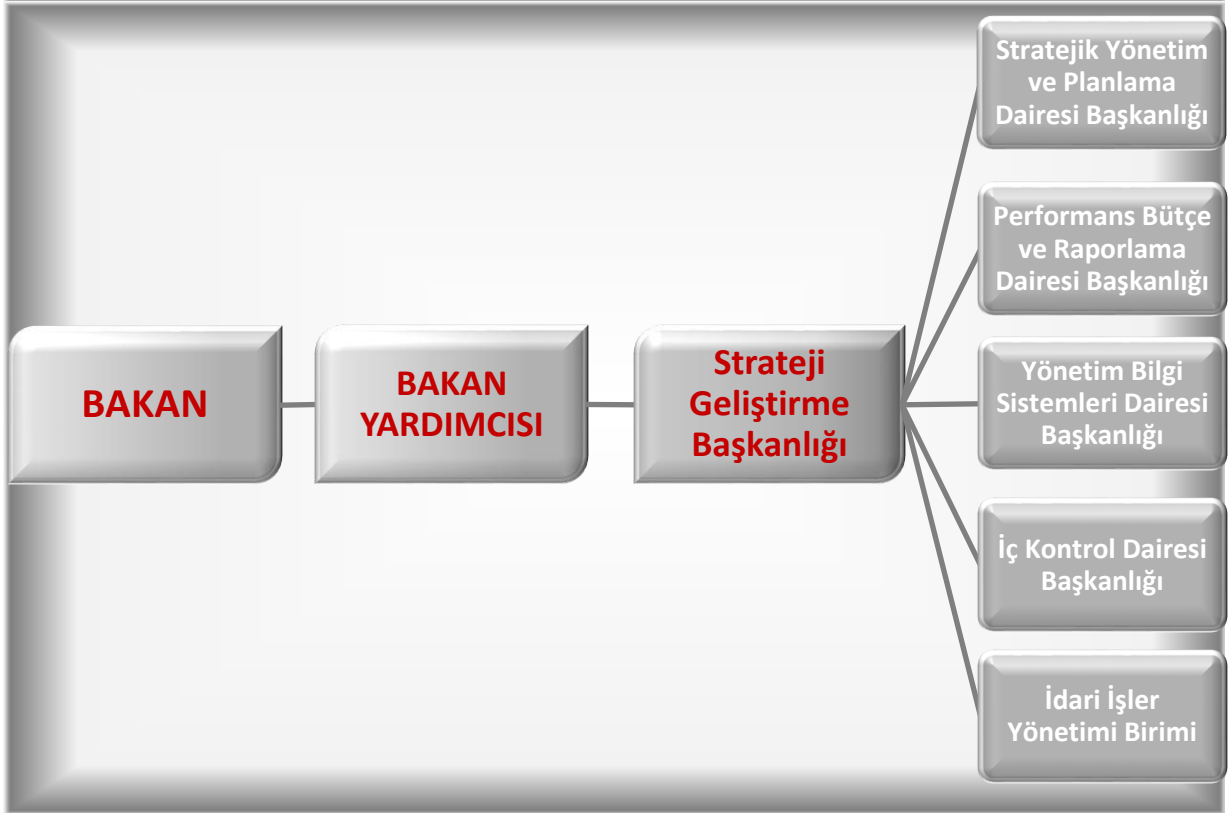 BAKAN
BAKAN
YARDIMCISI
Strateji
Geliştirme
Başkanlığı
Stratejik Yönetim
ve Planlama
Dairesi Başkanlığı
Performans Bütçe
ve Raporlama
Dairesi Başkanlığı
Yönetim Bilgi
Sistemleri Dairesi
Başkanlığı
İç Kontrol Dairesi
Başkanlığı
İdari İşler
Yönetimi Birimi